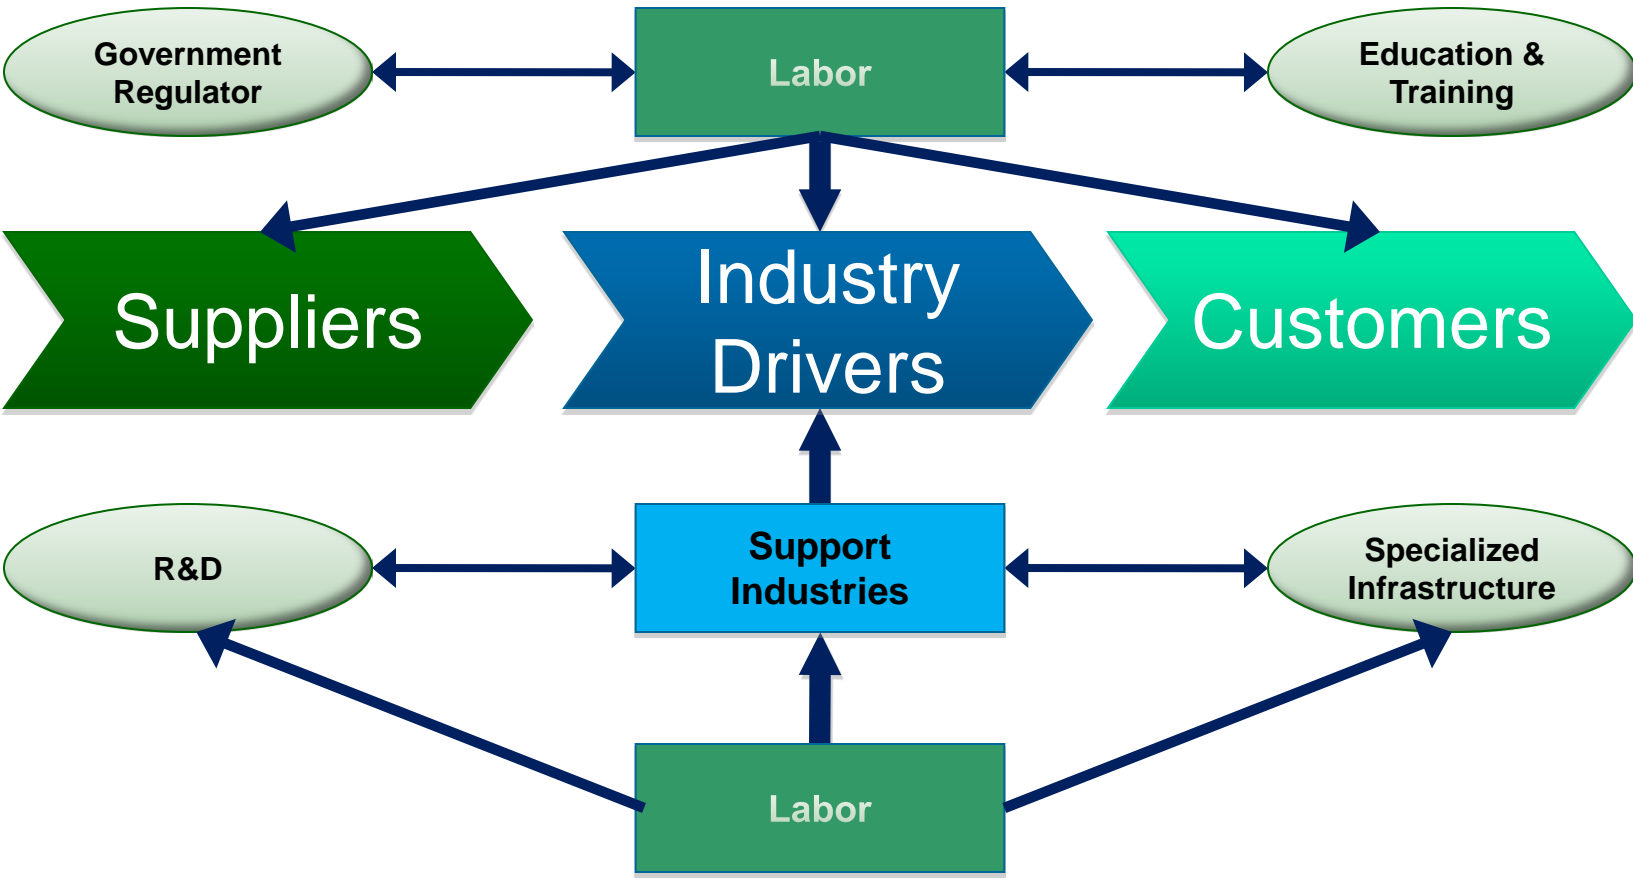 Government
Regulator
Labor
Education &
Training
Suppliers
Industry
Drivers
Customers
R&D
Support
Industries
Specialized
Infrastructure
Labor